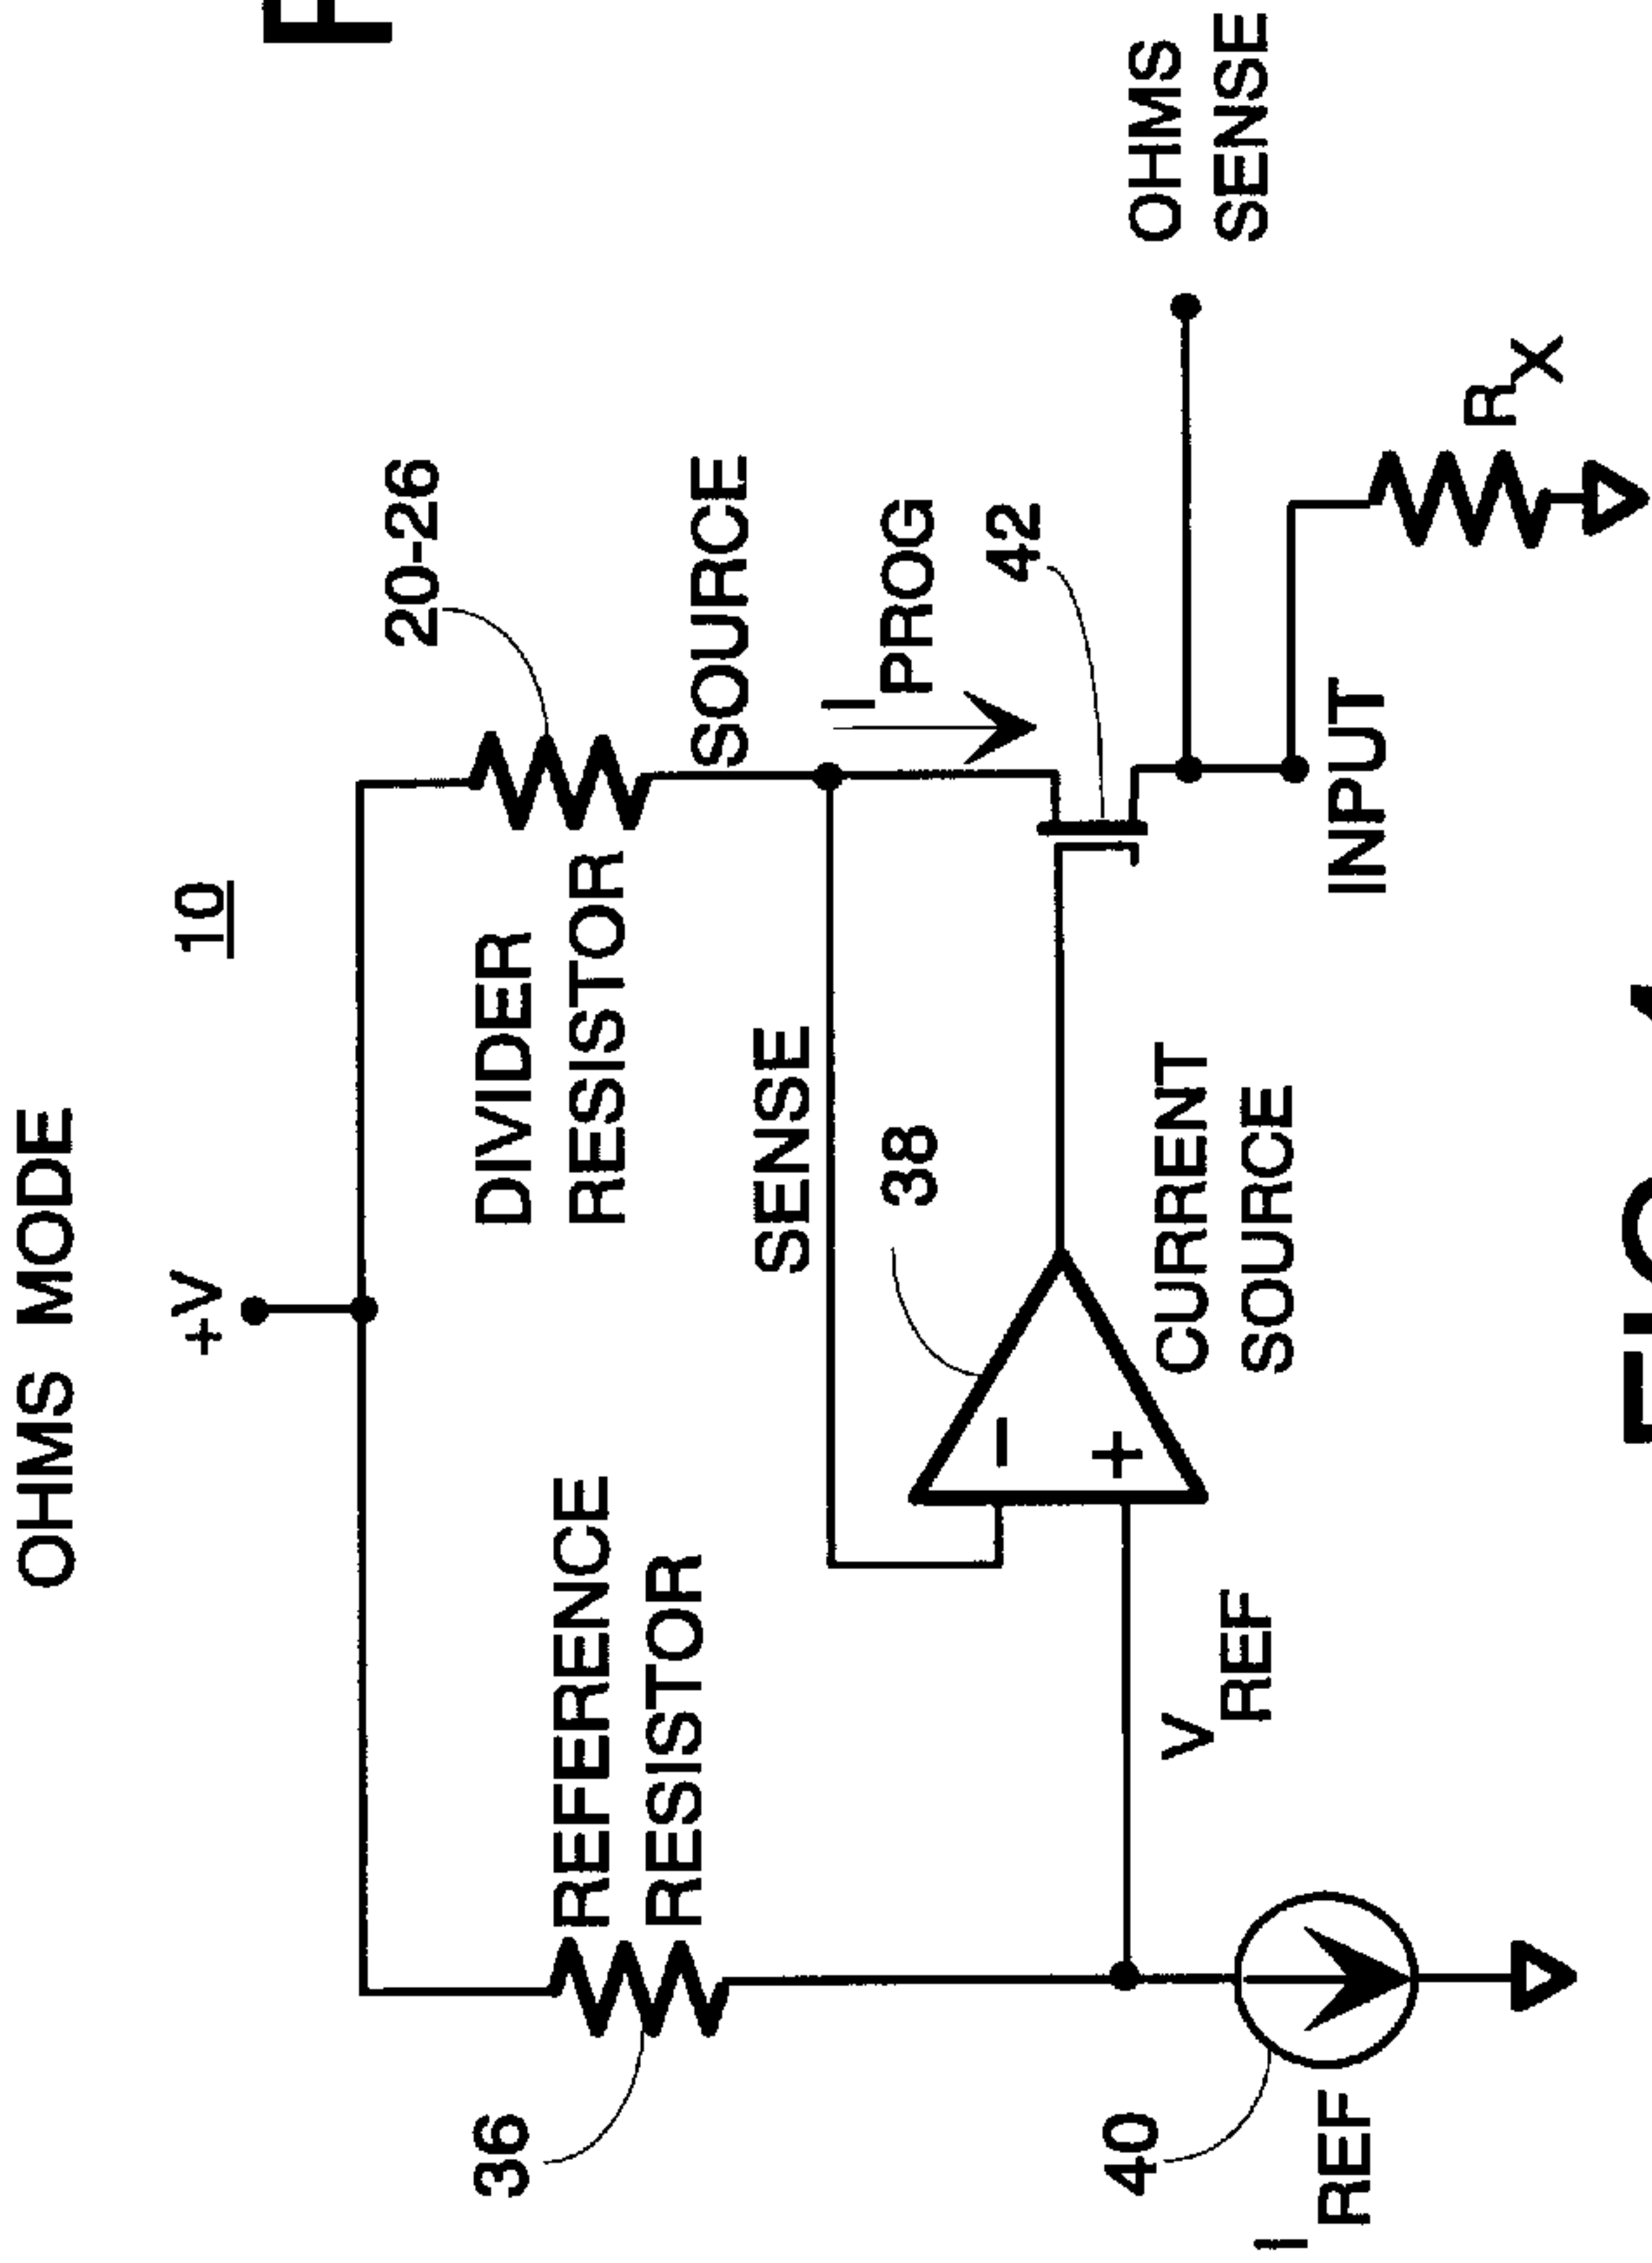 OHMS MODE
10
+V
36
REFERENCE
RESISTOR
DIVIDER
RESISTOR
20-26
SENSE
SOURCE
I PROG
38
42
−
+
V REF
CURRENT
SOURCE
OHMS
SENSE
40
I REF
INPUT
R X